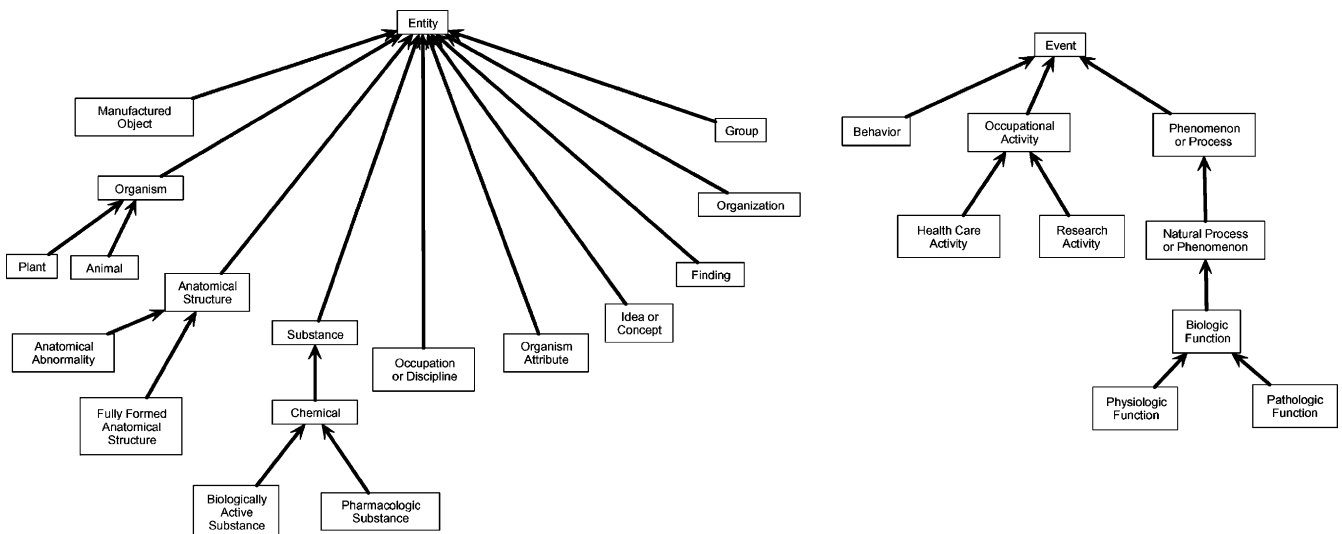 Entity
Manufactured
Object
Group
Organism
Organization
Plant
Animal
Finding
Anatomical
Structure
Idea or
Concept
Substance
Anatomical
Abnormality
Organism
Attribute
Occupation
or Discipline
Fully Formed
Anatomical
Structure
Chemical
Biologically
Active
Substance
Pharmacologic
Substance
Event
Behavior
Occupational
Activity
Phenomenon
or Process
Health Care
Activity
Research
Activity
Natural Process
or Phenomenon
Biologic
Function
Physiologic
Function
Pathologic
Function